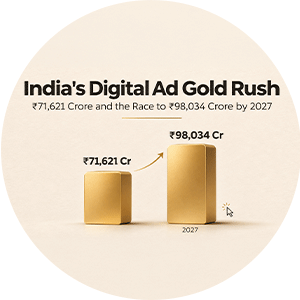 India's Digital Ad Gold Rush
₹71,621 Crore and the Race to ₹98,034 Crore by 2027
₹98,034 Cr
₹71,621 Cr
2027